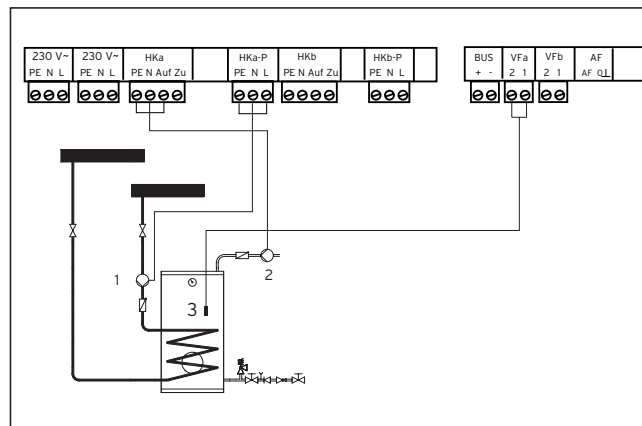 230 V~ 230 V~ HKa HKa-P HKb HKb-P
PE N L PE N L PE N Auf Zu PE N L PE N Auf Zu PE N L
BUS VFa VFb AF
+ - 2 1 2 1 AF 0
1
2
3